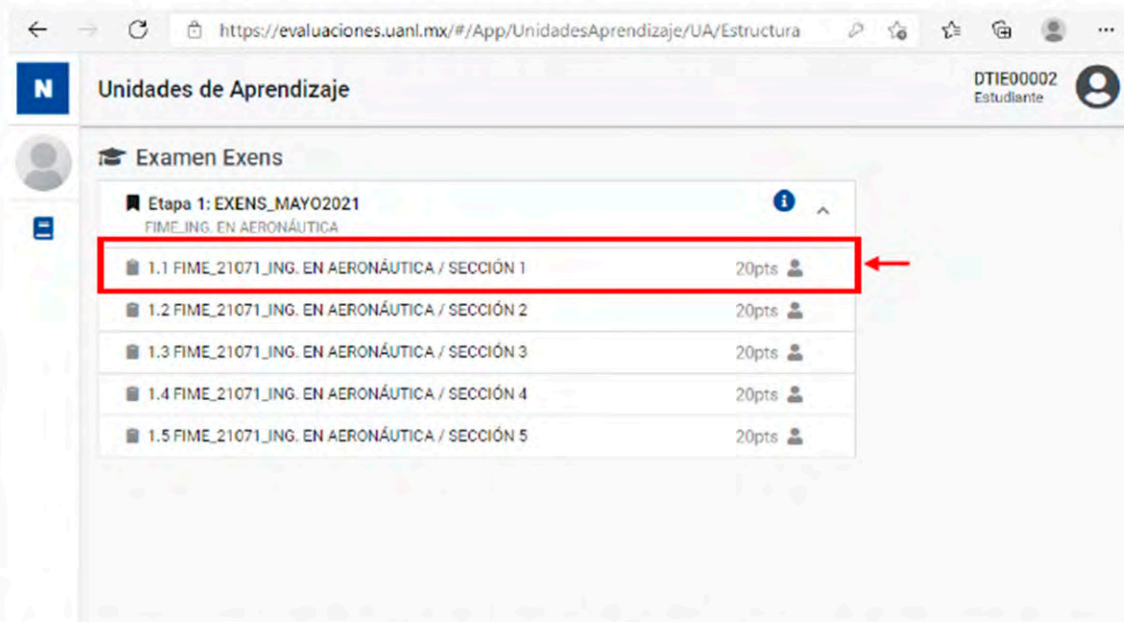 https://evaluaciones.uanl.mx/#/App/UnidadesAprendizaje/UA/Estructura
N
Unidades de Aprendizaje
DTIE00002
Estudiante
Examen Exens
Etapa 1: EXENS_MAYO2021
FIME_ING. EN AERONÁUTICA
1.1 FIME_21071_ING. EN AERONÁUTICA / SECCIÓN 1 20pts
1.2 FIME_21071_ING. EN AERONÁUTICA / SECCIÓN 2 20pts
1.3 FIME_21071_ING. EN AERONÁUTICA / SECCIÓN 3 20pts
1.4 FIME_21071_ING. EN AERONÁUTICA / SECCIÓN 4 20pts
1.5 FIME_21071_ING. EN AERONÁUTICA / SECCIÓN 5 20pts